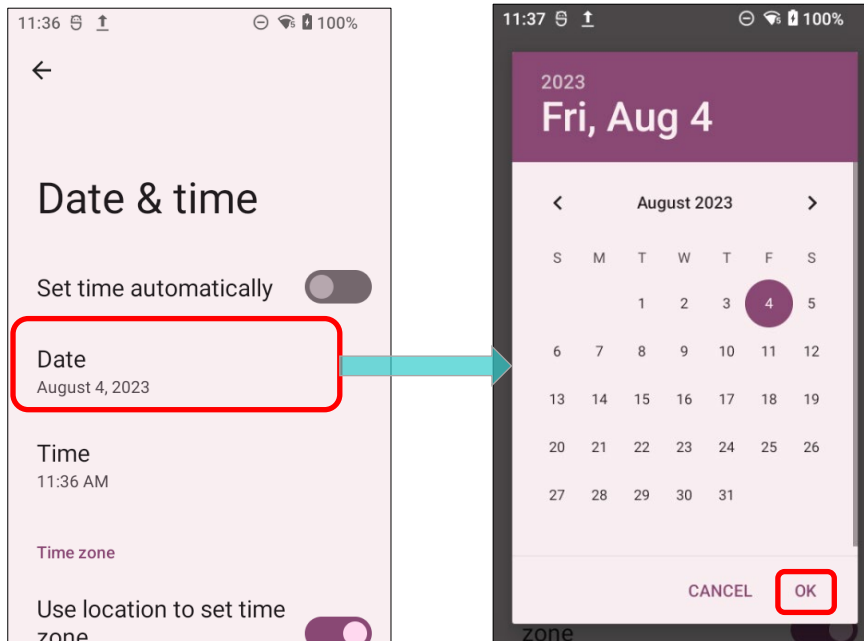 11:36 100%
Date & time
Set time automatically
Date
August 4, 2023
Time
11:36 AM
Time zone
Use location to set time
zone
11:37 100%
2023
Fri, Aug 4
August 2023
S M T W T F S
1 2 3 4 5
6 7 8 9 10 11 12
13 14 15 16 17 18 19
20 21 22 23 24 25 26
27 28 29 30 31
CANCEL OK
zone